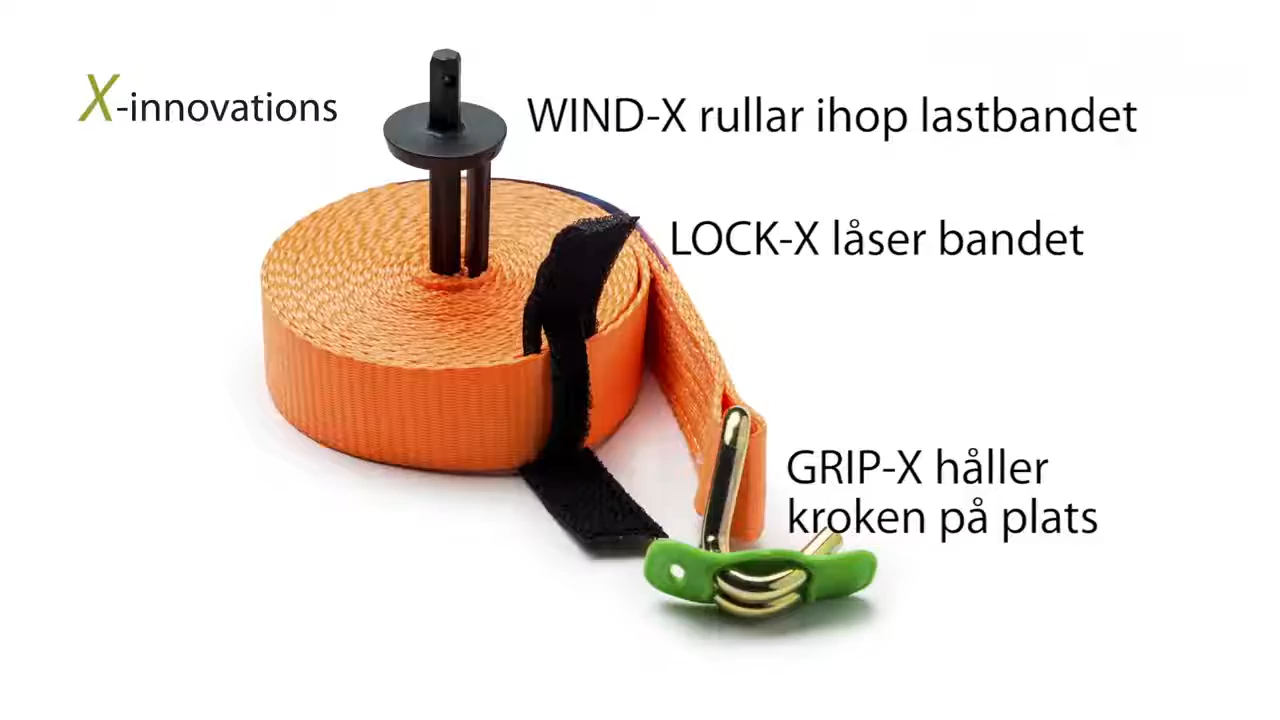 X-innovations
WIND-X rullar ihop lastbandet
LOCK-X låser bandet
GRIP-X håller
kroken på plats